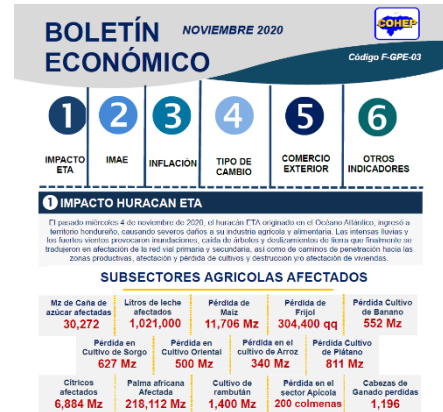 BOLETÍN
ECONÓMICO
NOVIEMBRE 2020
COHEP
Código F-GPE-03
1
2
3
4
5
6
IMPACTO
ETA
IMAE
INFLACIÓN
TIPO DE
CAMBIO
COMERCIO
EXTERIOR
OTROS
INDICADORES
1 IMPACTO HURACAN ETA
El pasado miércoles 4 de noviembre de 2020, el huracán ETA originado en el Océano Atlántico, ingresó a
territorio hondureño, causando severos daños a su industria agrícola y alimentaria. Las intensas lluvias y
los fuertes vientos provocaron inundaciones, caída de árboles y deslizamientos de tierra que finalmente se
tradujeron en afectación de la red vial primaria y secundaria, así como de caminos de penetración hacia las
zonas productivas, afectación y pérdida de cultivos y destrucción y/o afectación de viviendas.
SUBSECTORES AGRICOLAS AFECTADOS
Mz de Caña de
azúcar afectadas
30,272
Litros de leche
afectados
1,021,000
Pérdida de
Maíz
11,706 Mz
Pérdida de
Frijol
304,400 qq
Pérdida Cultivo
de Banano
552 Mz
Pérdida en
Cultivo de Sorgo
627 Mz
Pérdida en
Cultivo Oriental
500 Mz
Pérdida en el
cultivo de Arroz
340 Mz
Pérdida Cultivo
de Plátano
811 Mz
Cítricos
afectados
6,884 Mz
Palma africana
Afectada
218,112 Mz
Cultivo de
rambután
1,400 Mz
Pérdida en el
sector Apícola
200 colmenas
Cabezas de
Ganado perdidas
1,196